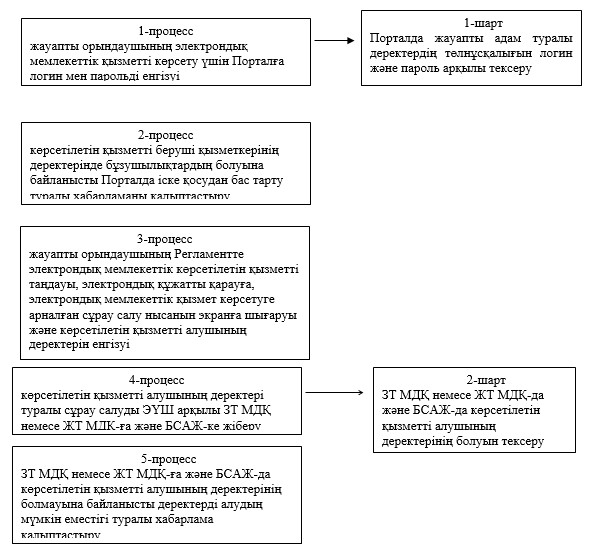 1-процесс
жауапты орындаушының электрондық
мемлекеттік қызметті көрсету үшін Порталға
логин мен парольді енгізуі
1-шарт
Порталда жауапты адам туралы
деректердің төлнұсқалығын логин
және пароль арқылы тексеру
2-процесс
көрсетілетін қызметті беруші қызметкерінің
деректерінде бұзушылықтардың болуына
байланысты Порталда іске қосудан бас тарту
туралы хабарламаны қалыптастыру
3-процесс
жауапты орындаушының Регламентте
электрондық мемлекеттік көрсетілетін қызметті
таңдауы, электрондық құжатты қарауға,
электрондық мемлекеттік қызмет көрсетуге
арналған сұрау салу нысанын экранға шығаруы
және көрсетілетін қызметті алушының
деректерін енгізуі
4-процесс
көрсетілетін қызметті алушының деректері
туралы сұрау салуды ЭҮШ арқылы ЗТ МДҚ
немесе ЖТ МДҚ-ға және БСАЖ-ке жіберу
2-шарт
ЗТ МДҚ немесе ЖТ МДҚ-да
және БСАЖ-да көрсетілетін
қызметті алушының
деректерінің болуын тексеру
5-процесс
ЗТ МДҚ немесе ЖТ МДҚ-ға және БСАЖ-да
көрсетілетін қызметті алушының деректерінің
болмауына байланысты деректерді алудың
мүмкін еместігі туралы хабарлама
қалыптастыру